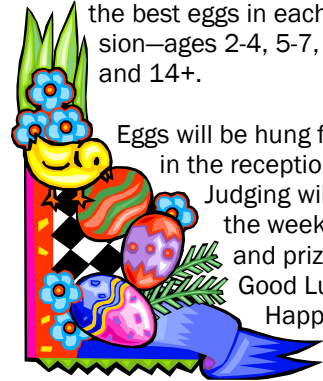 the best eggs in each
sion—ages 2-4, 5-7,
and 14+.
Eggs will be hung f
in the receptio
Judging wil
the week
and priz
Good Lu
Happ